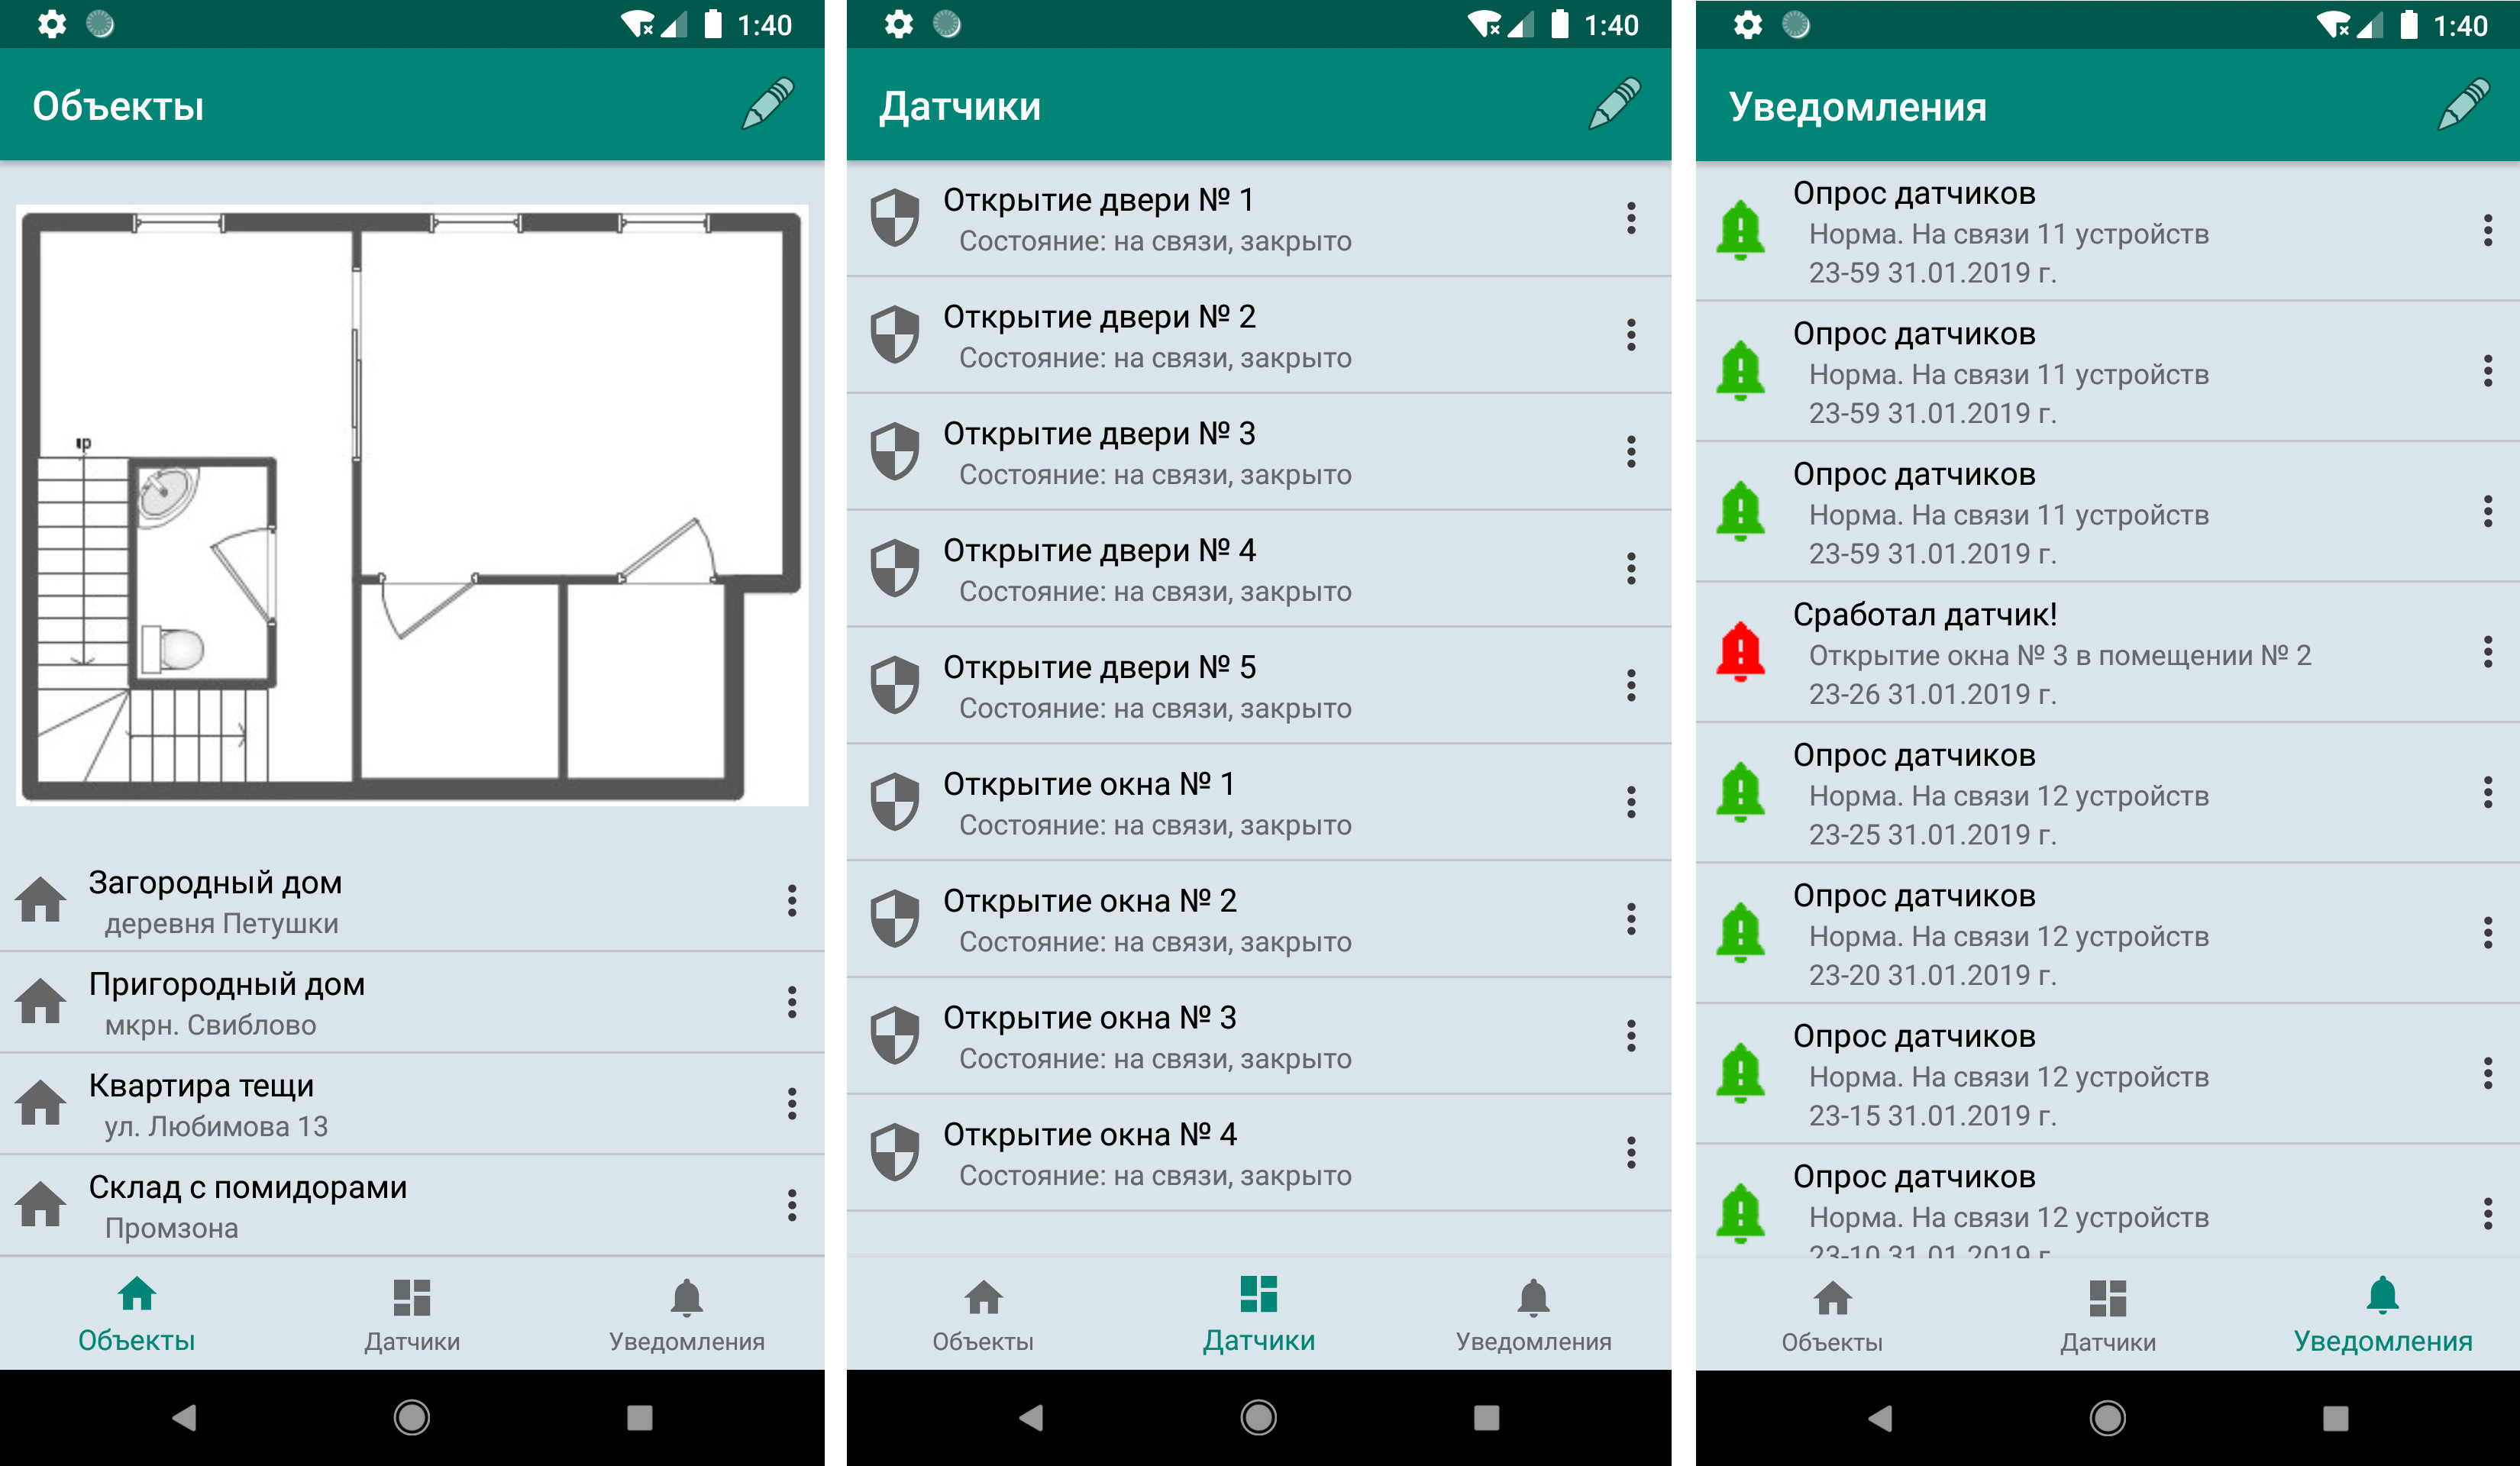 1:40
Объекты
Загородный дом
деревня Петушки
Пригородный дом
мкрн. Свиблово
Квартира тещи
ул. Любимова 13
Склад с помидорами
Промзона
Объекты
Датчики
Уведомления
1:40
Датчики
Открытие двери № 1
Состояние: на связи, закрыто
Открытие двери № 2
Состояние: на связи, закрыто
Открытие двери № 3
Состояние: на связи, закрыто
Открытие двери № 4
Состояние: на связи, закрыто
Открытие двери № 5
Состояние: на связи, закрыто
Открытие окна № 1
Состояние: на связи, закрыто
Открытие окна № 2
Состояние: на связи, закрыто
Открытие окна № 3
Состояние: на связи, закрыто
Открытие окна № 4
Состояние: на связи, закрыто
Объекты
Датчики
Уведомления
1:40
Уведомления
Опрос датчиков
Норма. На связи 11 устройств
23-59 31.01.2019 г.
Опрос датчиков
Норма. На связи 11 устройств
23-59 31.01.2019 г.
Опрос датчиков
Норма. На связи 11 устройств
23-59 31.01.2019 г.
Сработал датчик!
Открытие окна № 3 в помещении № 2
23-26 31.01.2019 г.
Опрос датчиков
Норма. На связи 12 устройств
23-25 31.01.2019 г.
Опрос датчиков
Норма. На связи 12 устройств
23-20 31.01.2019 г.
Опрос датчиков
Норма. На связи 12 устройств
23-15 31.01.2019 г.
Опрос датчиков
Норма. На связи 12 устройств
23-10 31.01.2019 г.
Объекты
Датчики
Уведомления